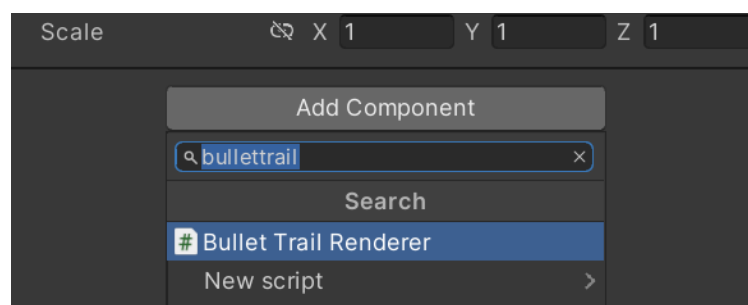 Scale X 1 Y 1 Z 1
Add Component
bullettrail
Search
# Bullet Trail Renderer
New script